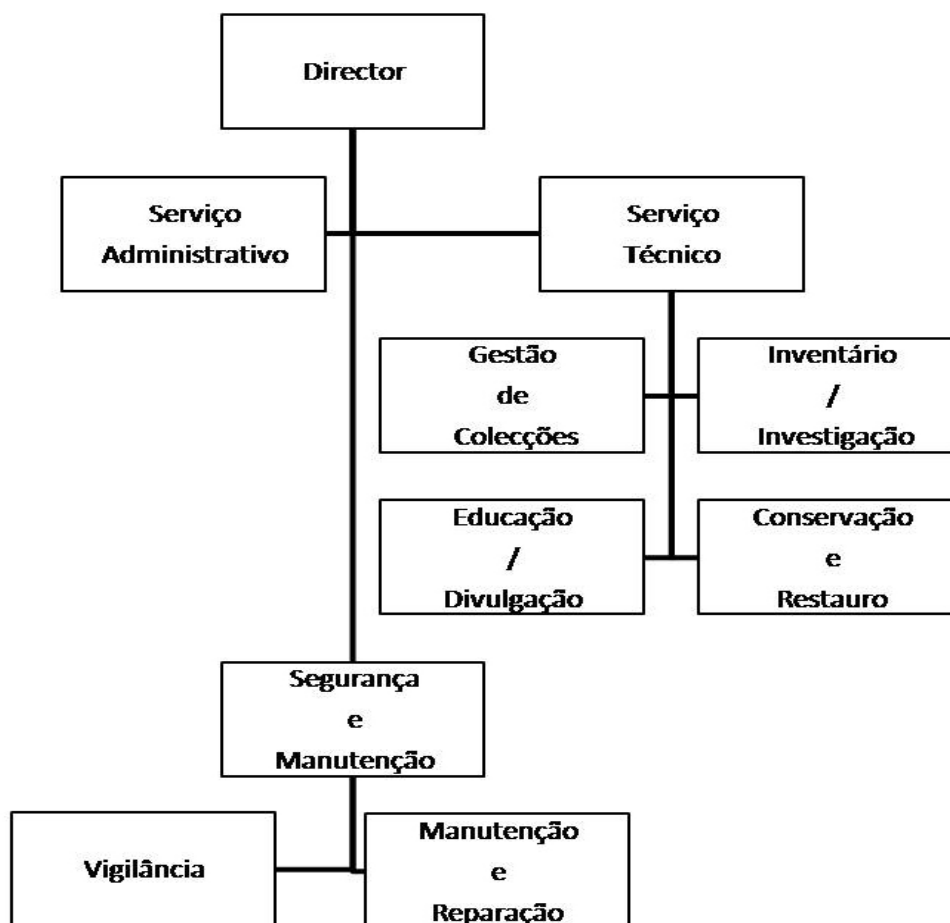 Director
Serviço
Administrativo
Serviço
Técnico
Gestão
de
Colecções
Inventário
/
Investigação
Educação
/
Divulgação
Conservação
e
Restauro
Segurança
e
Manutenção
Vigilância
Manutenção
e
Reparação